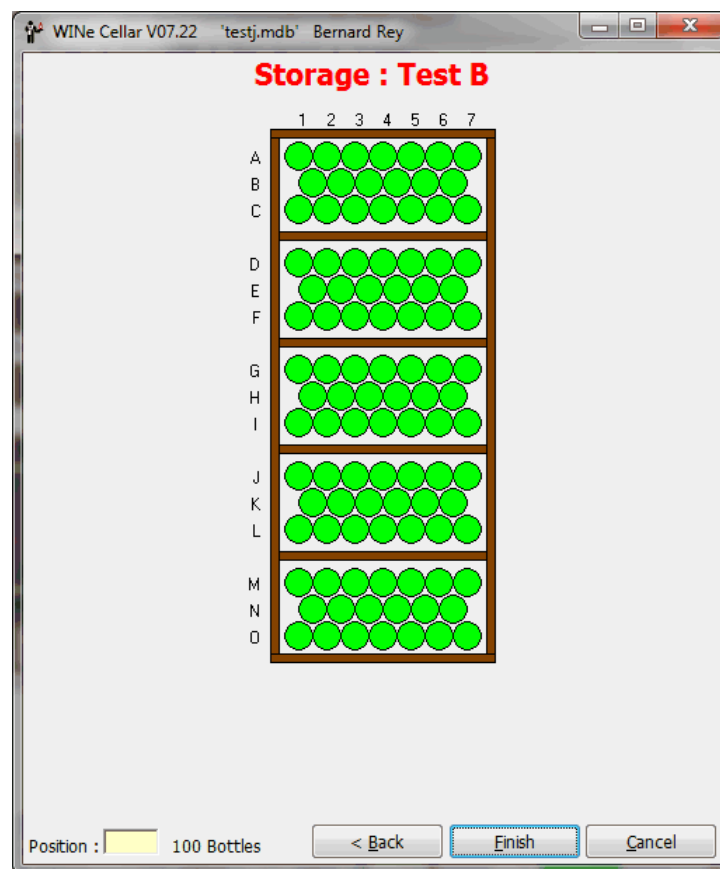 WINe Cellar V07.22 'testj.mdb' Bernard Rey
Storage : Test B
1 2 3 4 5 6 7
A
B
C
D
E
F
G
H
I
J
K
L
M
N
O
Position : 100 Bottles < Back Finish Cancel